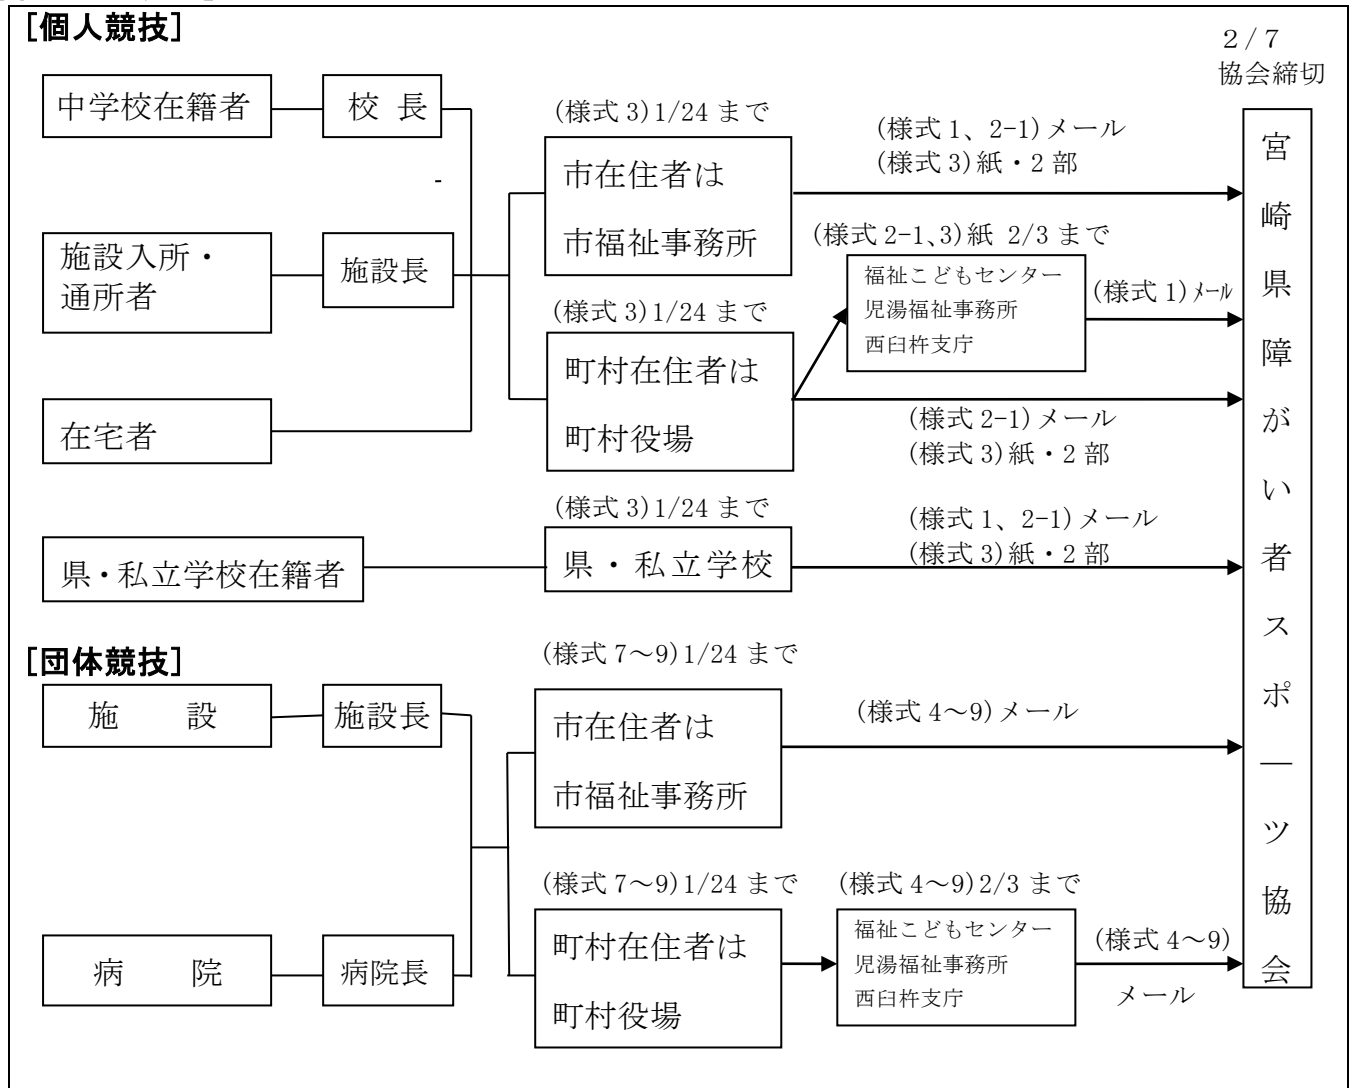 [個人競技]
2/7
協会締切
中学校在籍者
校 長
(様式 3)1/24 まで
(様式 1、2-1)メール
(様式 3)紙・2 部
市在住者は
市福祉事務所
-
施設入所・
通所者
施設長
(様式 2-1、3)紙 2/3 まで
福祉こどもセンター
児湯福祉事務所
西臼杵支庁
(様式 1)メール
(様式 3)1/24 まで
町村在住者は
町村役場
在宅者
(様式 2-1)メール
(様式 3)紙・2 部
(様式 3)1/24 まで
県・私立学校在籍者
県・私立学校
(様式 1、2-1)メール
(様式 3)紙・2 部
宮崎県障がい者スポーツ協会
[団体競技]
(様式 7～9)1/24 まで
施 設
施設長
市在住者は
市福祉事務所
(様式 4～9)メール
(様式 7～9)1/24 まで
(様式 4～9)2/3 まで
病 院
病院長
町村在住者は
町村役場
福祉こどもセンター
児湯福祉事務所
西臼杵支庁
(様式 4～9)
メール